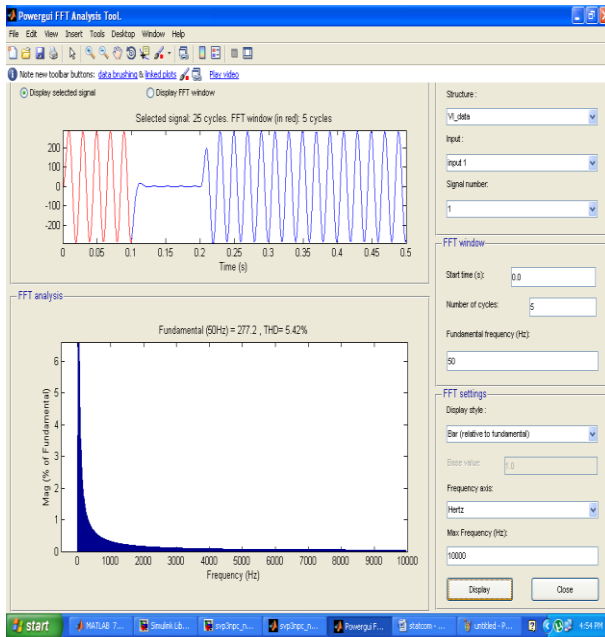 Powergui FFT Analysis Tool.
File Edit View Insert Tools Desktop Window Help
Note new toolbar buttons: data brushing & linked plots Play video
Display selected signal Display FFT window
Selected signal: 25 cycles. FFT window (in red): 5 cycles
200
100
0
-100
-200
0 0.05 0.1 0.15 0.2 0.25 0.3 0.35 0.4 0.45 0.5
Time (s)
FFT analysis
Fundamental (50Hz) = 277.2 , THD= 5.42%
Mag (% of Fundamental)
6
5
4
3
2
1
0
0 1000 2000 3000 4000 5000 6000 7000 8000 9000 10000
Frequency (Hz)
Structure :
VI_data
Input :
input 1
Signal number:
1
FFT window
Start time (s): 0.0
Number of cycles: 5
Fundamental frequency (Hz):
50
FFT settings
Display style :
Bar (relative to fundamental)
Base value: 1.0
Frequency axis:
Hertz
Max Frequency (Hz):
10000
Display Close
start MATLAB 7... Simulink Lib... svp3npc_n... svp3npc_n... Powergui F... statcom - ... untitled - P... 4:54 PM